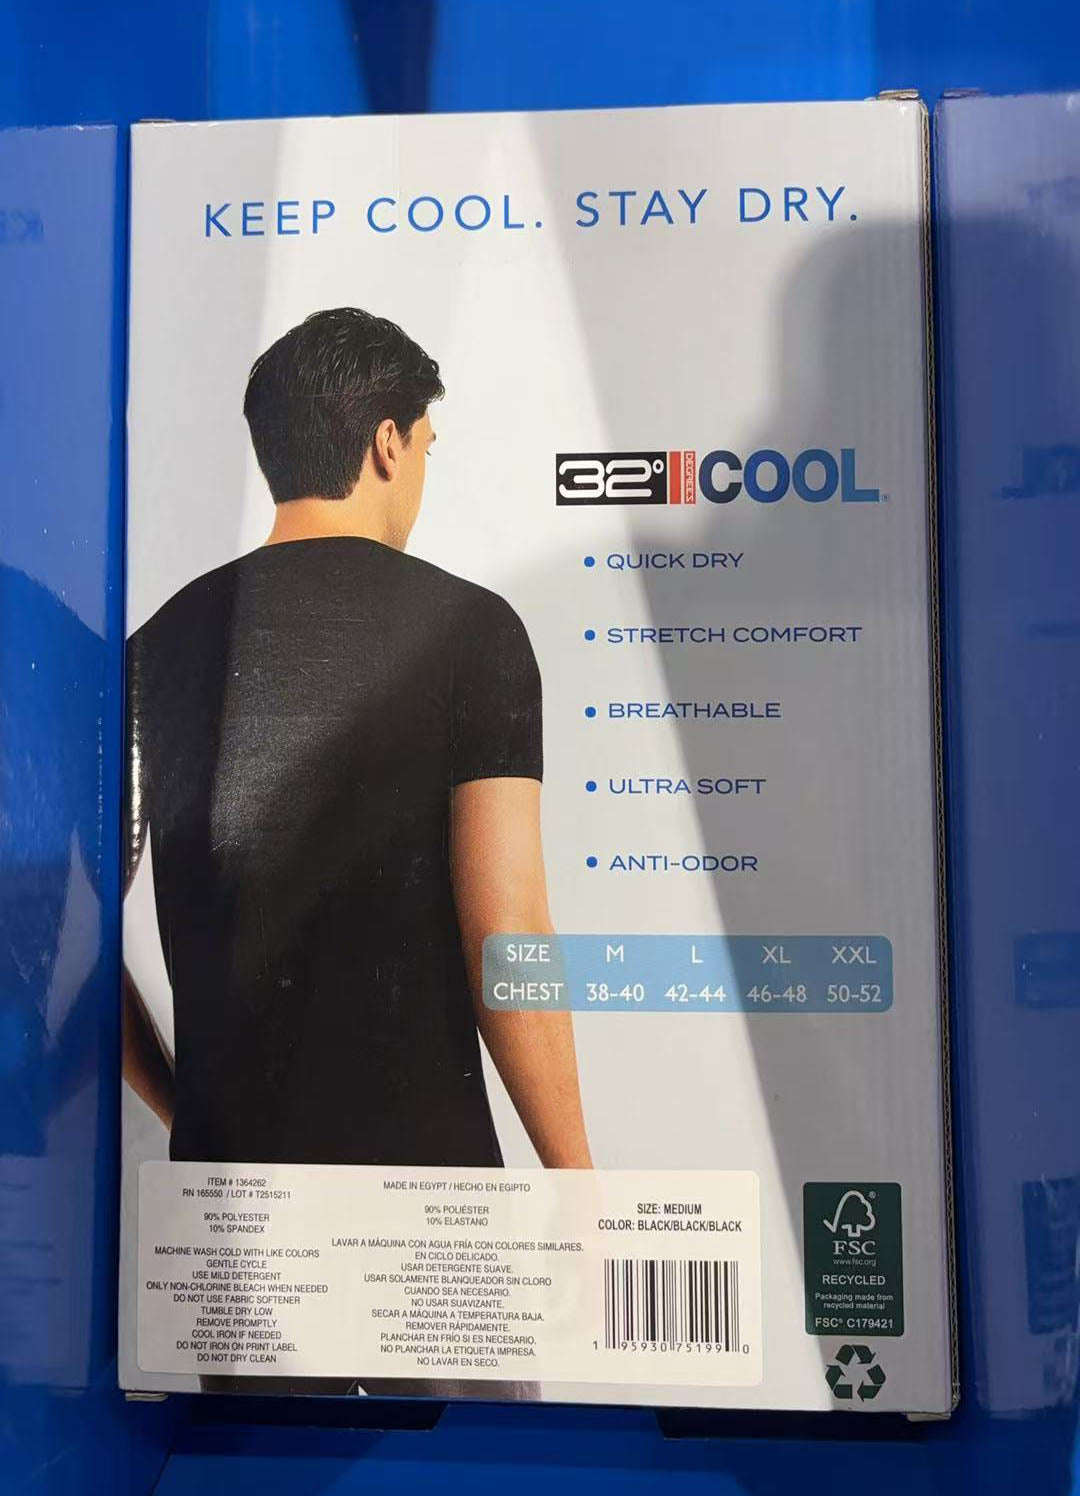 KEEP COOL. STAY DRY.
32° DEGREES COOL®
• QUICK DRY
• STRETCH COMFORT
• BREATHABLE
• ULTRA SOFT
• ANTI-ODOR
SIZE M L XL XXL
CHEST 38-40 42-44 46-48 50-52
ITEM # 1364262
RN 165550 / LOT # T2515211
90% POLYESTER
10% SPANDEX
MACHINE WASH COLD WITH LIKE COLORS
GENTLE CYCLE
USE MILD DETERGENT
ONLY NON-CHLORINE BLEACH WHEN NEEDED
DO NOT USE FABRIC SOFTENER
TUMBLE DRY LOW
REMOVE PROMPTLY
COOL IRON IF NEEDED
DO NOT IRON ON PRINT LABEL
DO NOT DRY CLEAN
MADE IN EGYPT / HECHO EN EGIPTO
90% POLIÉSTER
10% ELASTANO
LAVAR A MÁQUINA CON AGUA FRÍA CON COLORES SIMILARES.
EN CICLO DELICADO.
USAR DETERGENTE SUAVE.
USAR SOLAMENTE BLANQUEADOR SIN CLORO
CUANDO SEA NECESARIO.
NO USAR SUAVIZANTE.
SECAR A MÁQUINA A TEMPERATURA BAJA.
REMOVER RÁPIDAMENTE.
PLANCHAR EN FRÍO SI ES NECESARIO.
NO PLANCHAR LA ETIQUETA IMPRESA.
NO LAVAR EN SECO.
SIZE: MEDIUM
COLOR: BLACK/BLACK/BLACK
1 95930 75199 0
FSC®
www.fsc.org
RECYCLED
Packaging made from
recycled material
FSC® C179421